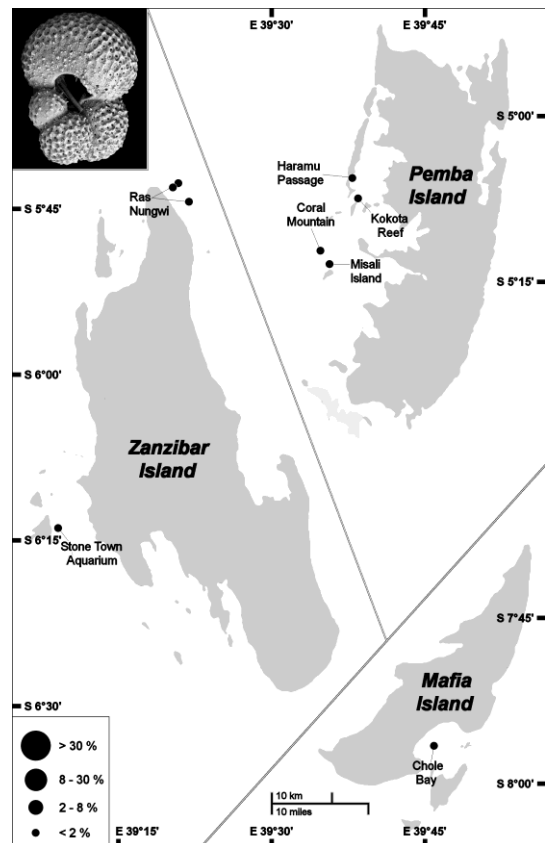 E 39°30'
E 39°45'
S 5°00'
Haramu
Passage
Pemba
Island
Ras
Nungwi
S 5°45'
Coral
Mountain
Kokota
Reef
Misali
Island
S 5°15'
S 6°00'
Zanzibar
Island
S 6°15'
Stone Town
Aquarium
S 7°45'
Mafia
Island
S 6°30'
> 30 %
8 - 30 %
2 - 8 %
< 2 %
Chole
Bay
S 8°00'
10 km
10 miles
E 39°15'
E 39°30'
E 39°45'